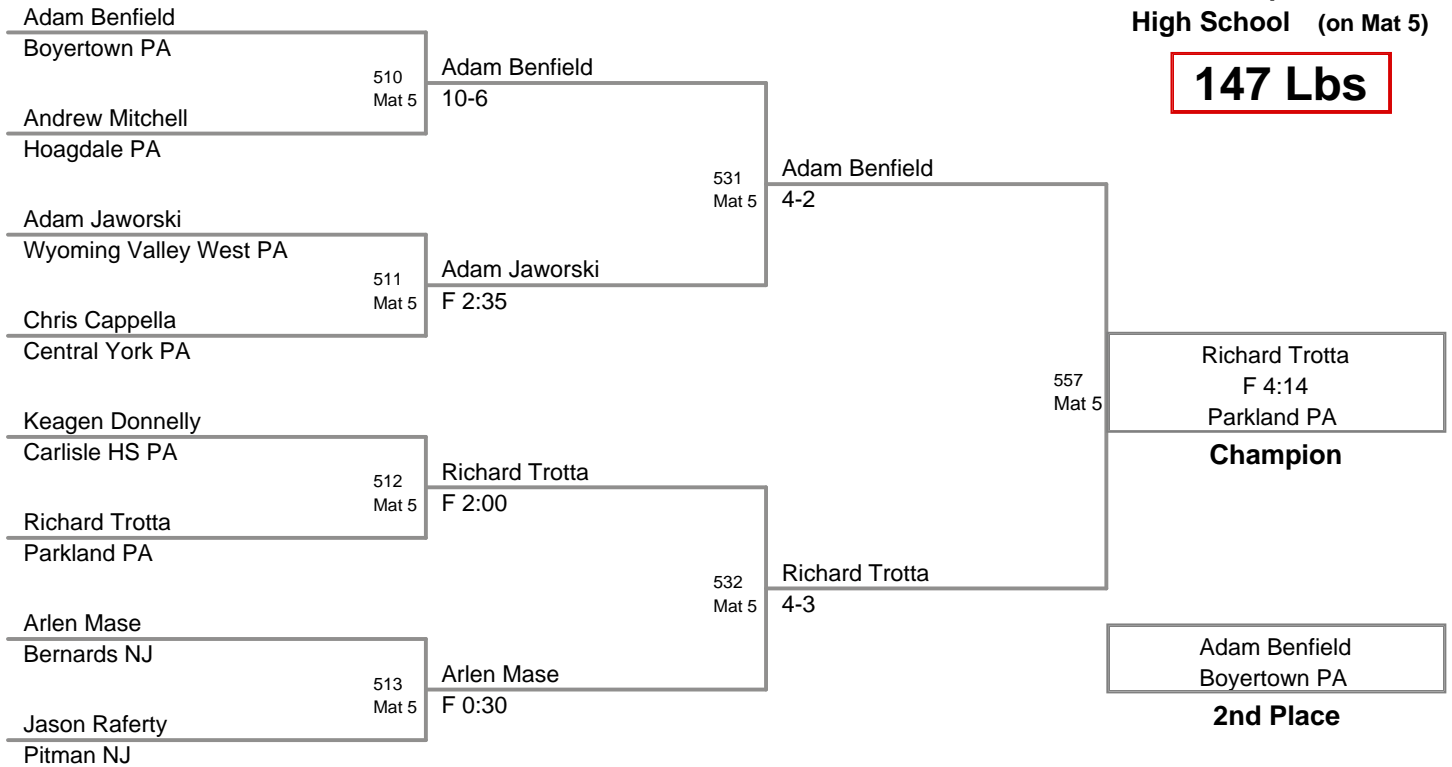 High School (on Mat 5)
147 Lbs
Adam Benfield
Boyertown PA
510
Mat 5
Andrew Mitchell
Hoagdale PA
Adam Benfield
10-6
Adam Jaworski
Wyoming Valley West PA
511
Mat 5
Chris Cappella
Central York PA
Adam Jaworski
F 2:35
531
Mat 5
Adam Benfield
4-2
Keagen Donnelly
Carlisle HS PA
512
Mat 5
Richard Trotta
Parkland PA
Richard Trotta
F 2:00
Arlen Mase
Bernards NJ
513
Mat 5
Jason Raferty
Pitman NJ
Arlen Mase
F 0:30
532
Mat 5
Richard Trotta
4-3
557
Mat 5
Richard Trotta
F 4:14
Parkland PA
Champion
Adam Benfield
Boyertown PA
2nd Place